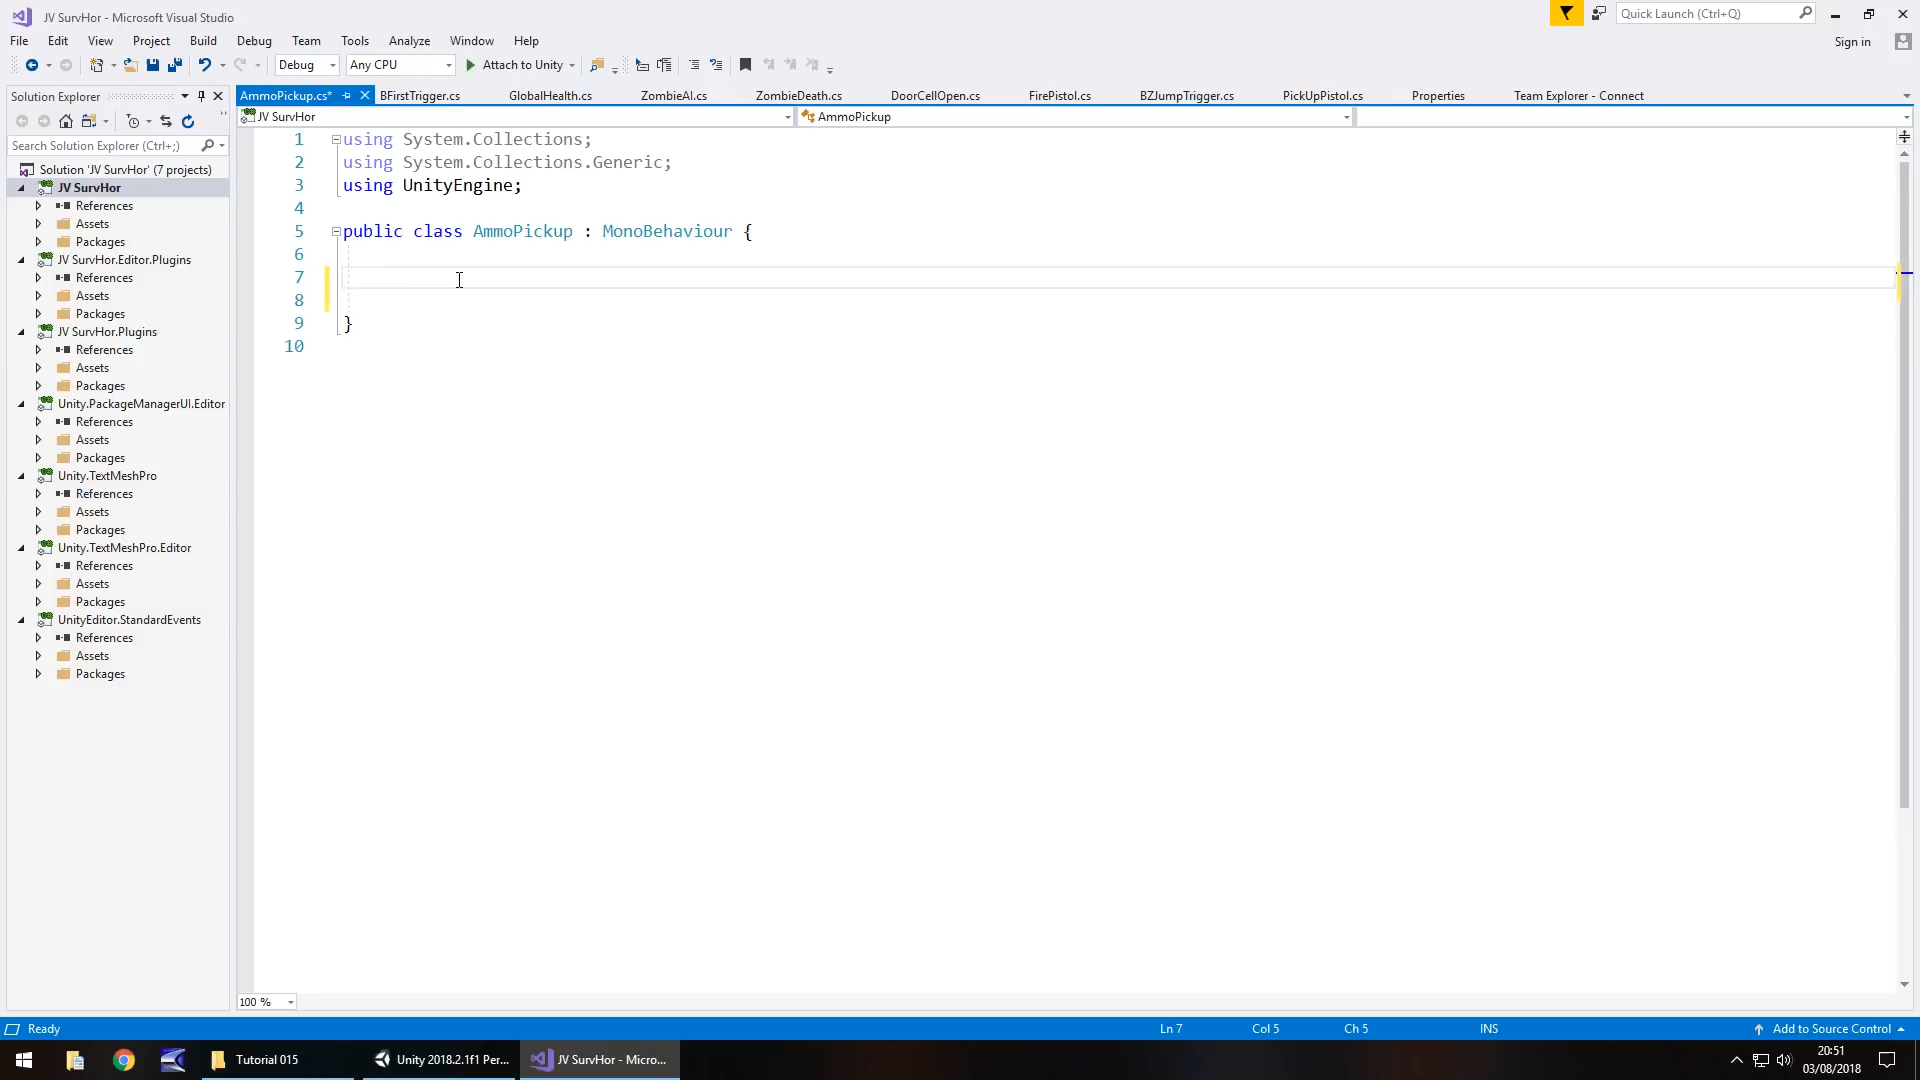 JV SurvHor - Microsoft Visual Studio
Quick Launch (Ctrl+Q)
File Edit View Project Build Debug Team Tools Analyze Window Help
Sign in
Debug Any CPU Attach to Unity
Solution Explorer
AmmoPickup.cs* BFirstTrigger.cs GlobalHealth.cs ZombieAI.cs ZombieDeath.cs DoorCellOpen.cs FirePistol.cs BZJumpTrigger.cs PickUpPistol.cs Properties Team Explorer - Connect
JV SurvHor AmmoPickup
Search Solution Explorer (Ctrl+;)
Solution 'JV SurvHor' (7 projects)
JV SurvHor
References
Assets
Packages
JV SurvHor.Editor.Plugins
References
Assets
Packages
JV SurvHor.Plugins
References
Assets
Packages
Unity.PackageManagerUI.Editor
References
Assets
Packages
Unity.TextMeshPro
References
Assets
Packages
Unity.TextMeshPro.Editor
References
Assets
Packages
UnityEditor.StandardEvents
References
Assets
Packages
1 using System.Collections;
2 using System.Collections.Generic;
3 using UnityEngine;
4
5 public class AmmoPickup : MonoBehaviour {
6
7
8
9 }
10
100 %
Ready Ln 7 Col 5 Ch 5 INS Add to Source Control
Tutorial 015 Unity 2018.2.1f1 Per... JV SurvHor - Micro...
20:51
03/08/2018